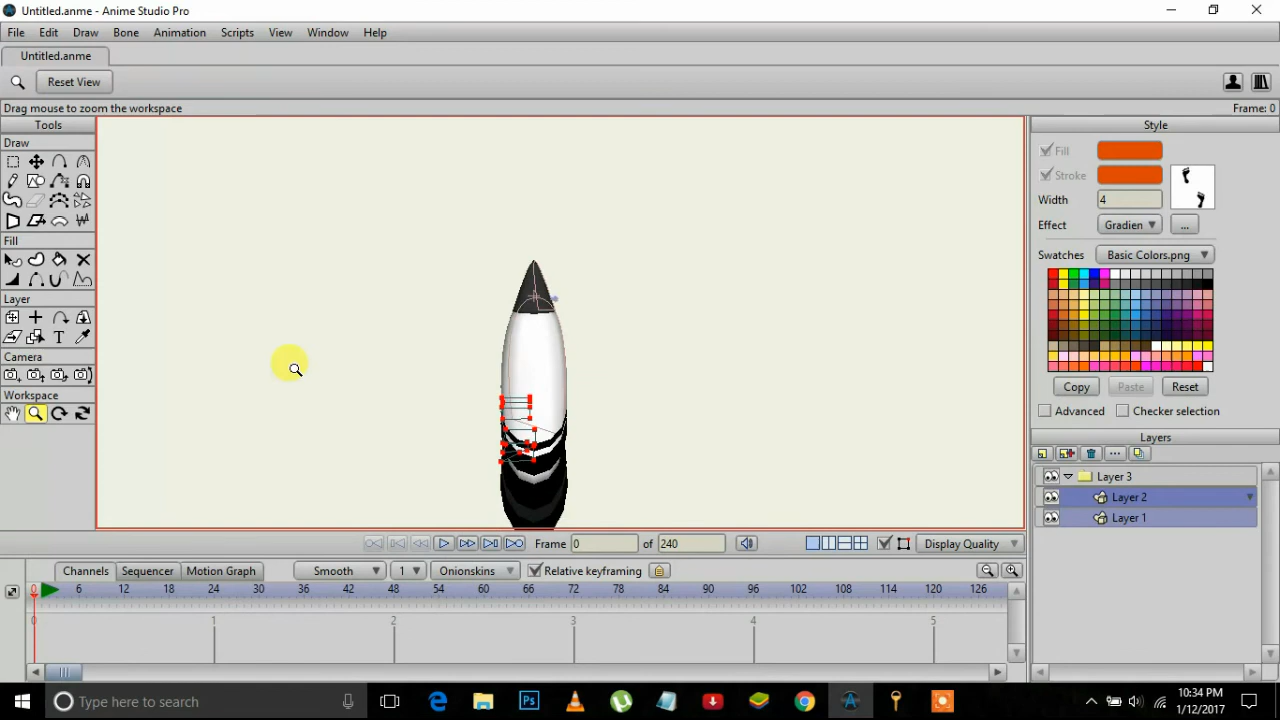 Untitled.anme - Anime Studio Pro
File Edit Draw Bone Animation Scripts View Window Help
Untitled.anme
Reset View
Drag mouse to zoom the workspace
Frame: 0
Tools
Draw
Fill
Layer
Camera
Workspace
Style
Fill
Stroke
Width 4
Effect Gradien ...
Swatches Basic Colors.png
Copy Paste Reset
Advanced Checker selection
Layers
Layer 3
Layer 2
Layer 1
Frame 0 of 240 Display Quality
Channels Sequencer Motion Graph Smooth 1 Onionskins Relative keyframing
0 6 12 18 24 30 36 42 48 54 60 66 72 78 84 90 96 102 108 114 120 126
0 1 2 3 4 5
Type here to search
10:34 PM
1/12/2017